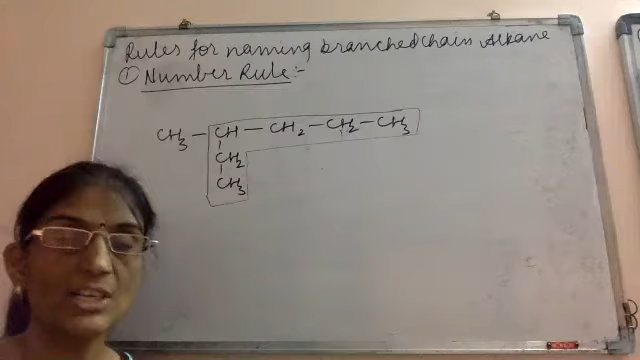 Rules for naming branched chain Alkane
① Number Rule:-
CH₃ — CH — CH₂ — CH₂ — CH₃
|
CH₂
|
CH₃